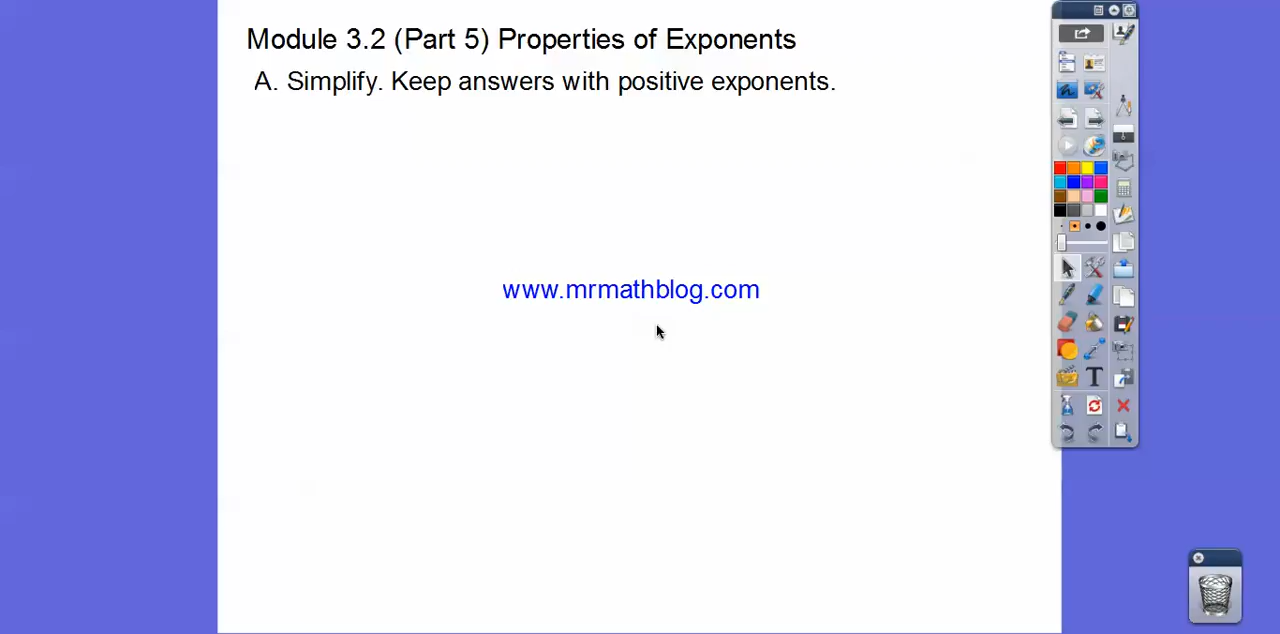 Module 3.2 (Part 5) Properties of Exponents
A. Simplify. Keep answers with positive exponents.
www.mrmathblog.com